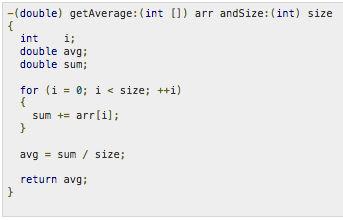 -(double) getAverage:(int []) arr andSize:(int) size
{
  int    i;
  double avg;
  double sum;

  for (i = 0; i < size; ++i)
  {
    sum += arr[i];
  }

  avg = sum / size;

  return avg;
}